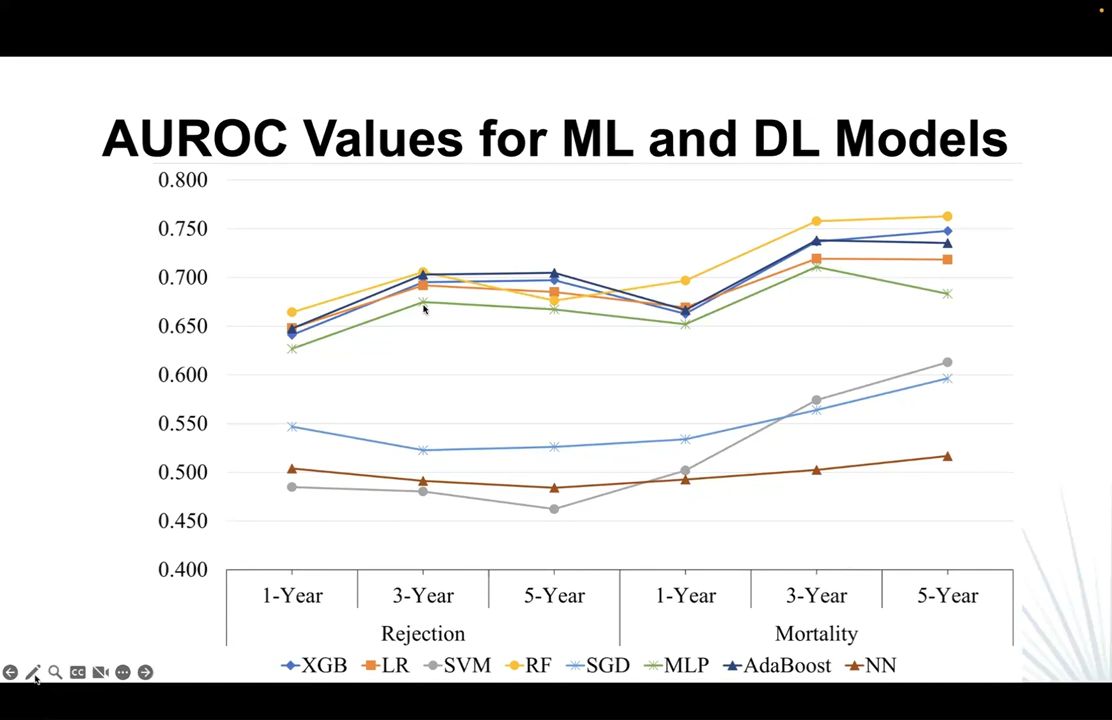 AUROC Values for ML and DL Models
0.800
0.750
0.700
0.650
0.600
0.550
0.500
0.450
0.400
1-Year 3-Year 5-Year 1-Year 3-Year 5-Year
Rejection Mortality
XGB LR SVM RF SGD MLP AdaBoost NN
CC